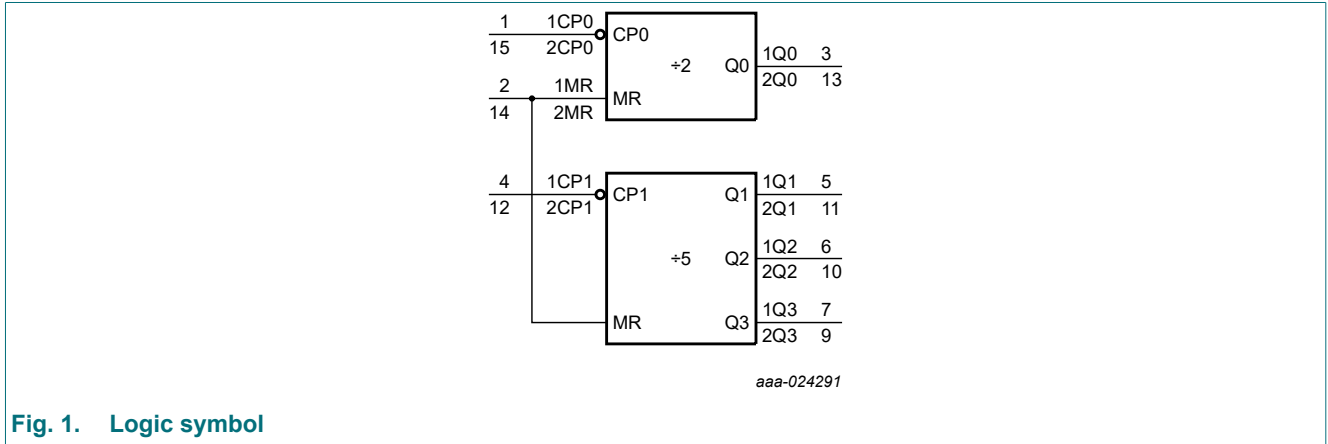 1 1CP0
15 2CP0
CP0
÷2
Q0
1Q0 3
2Q0 13
2 1MR
14 2MR
MR
4 1CP1
12 2CP1
CP1
Q1
1Q1 5
2Q1 11
÷5
Q2
1Q2 6
2Q2 10
MR
Q3
1Q3 7
2Q3 9
aaa-024291
Fig. 1. Logic symbol